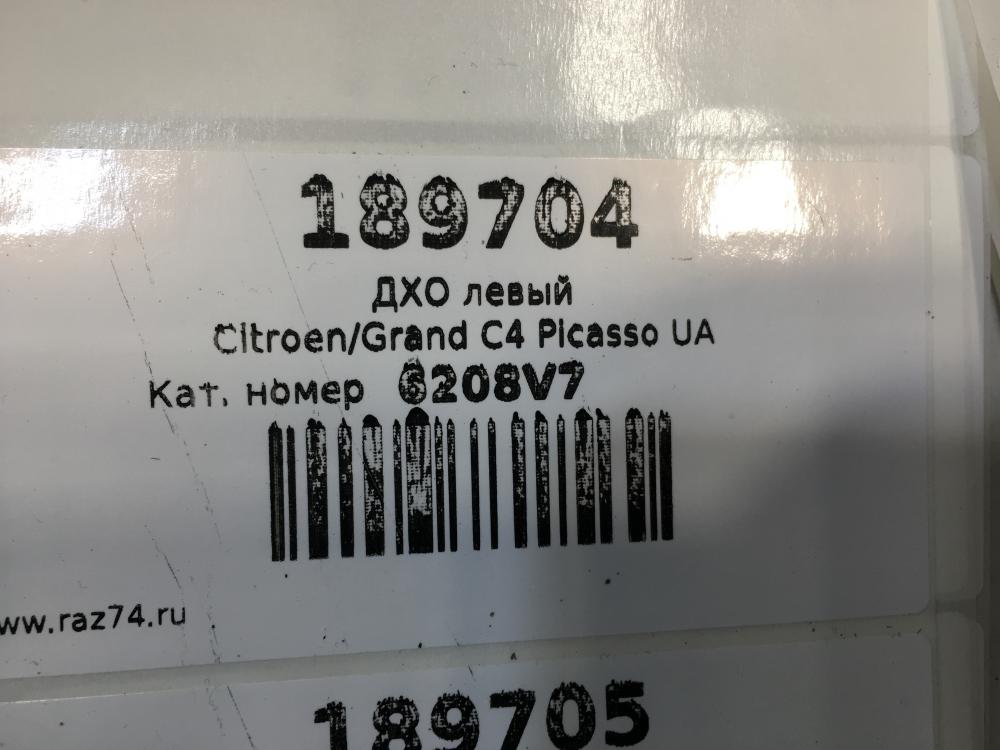 189704
ДХО левый
Citroen/Grand C4 Picasso UA
Кат. номер 6208V7
www.raz74.ru
189705